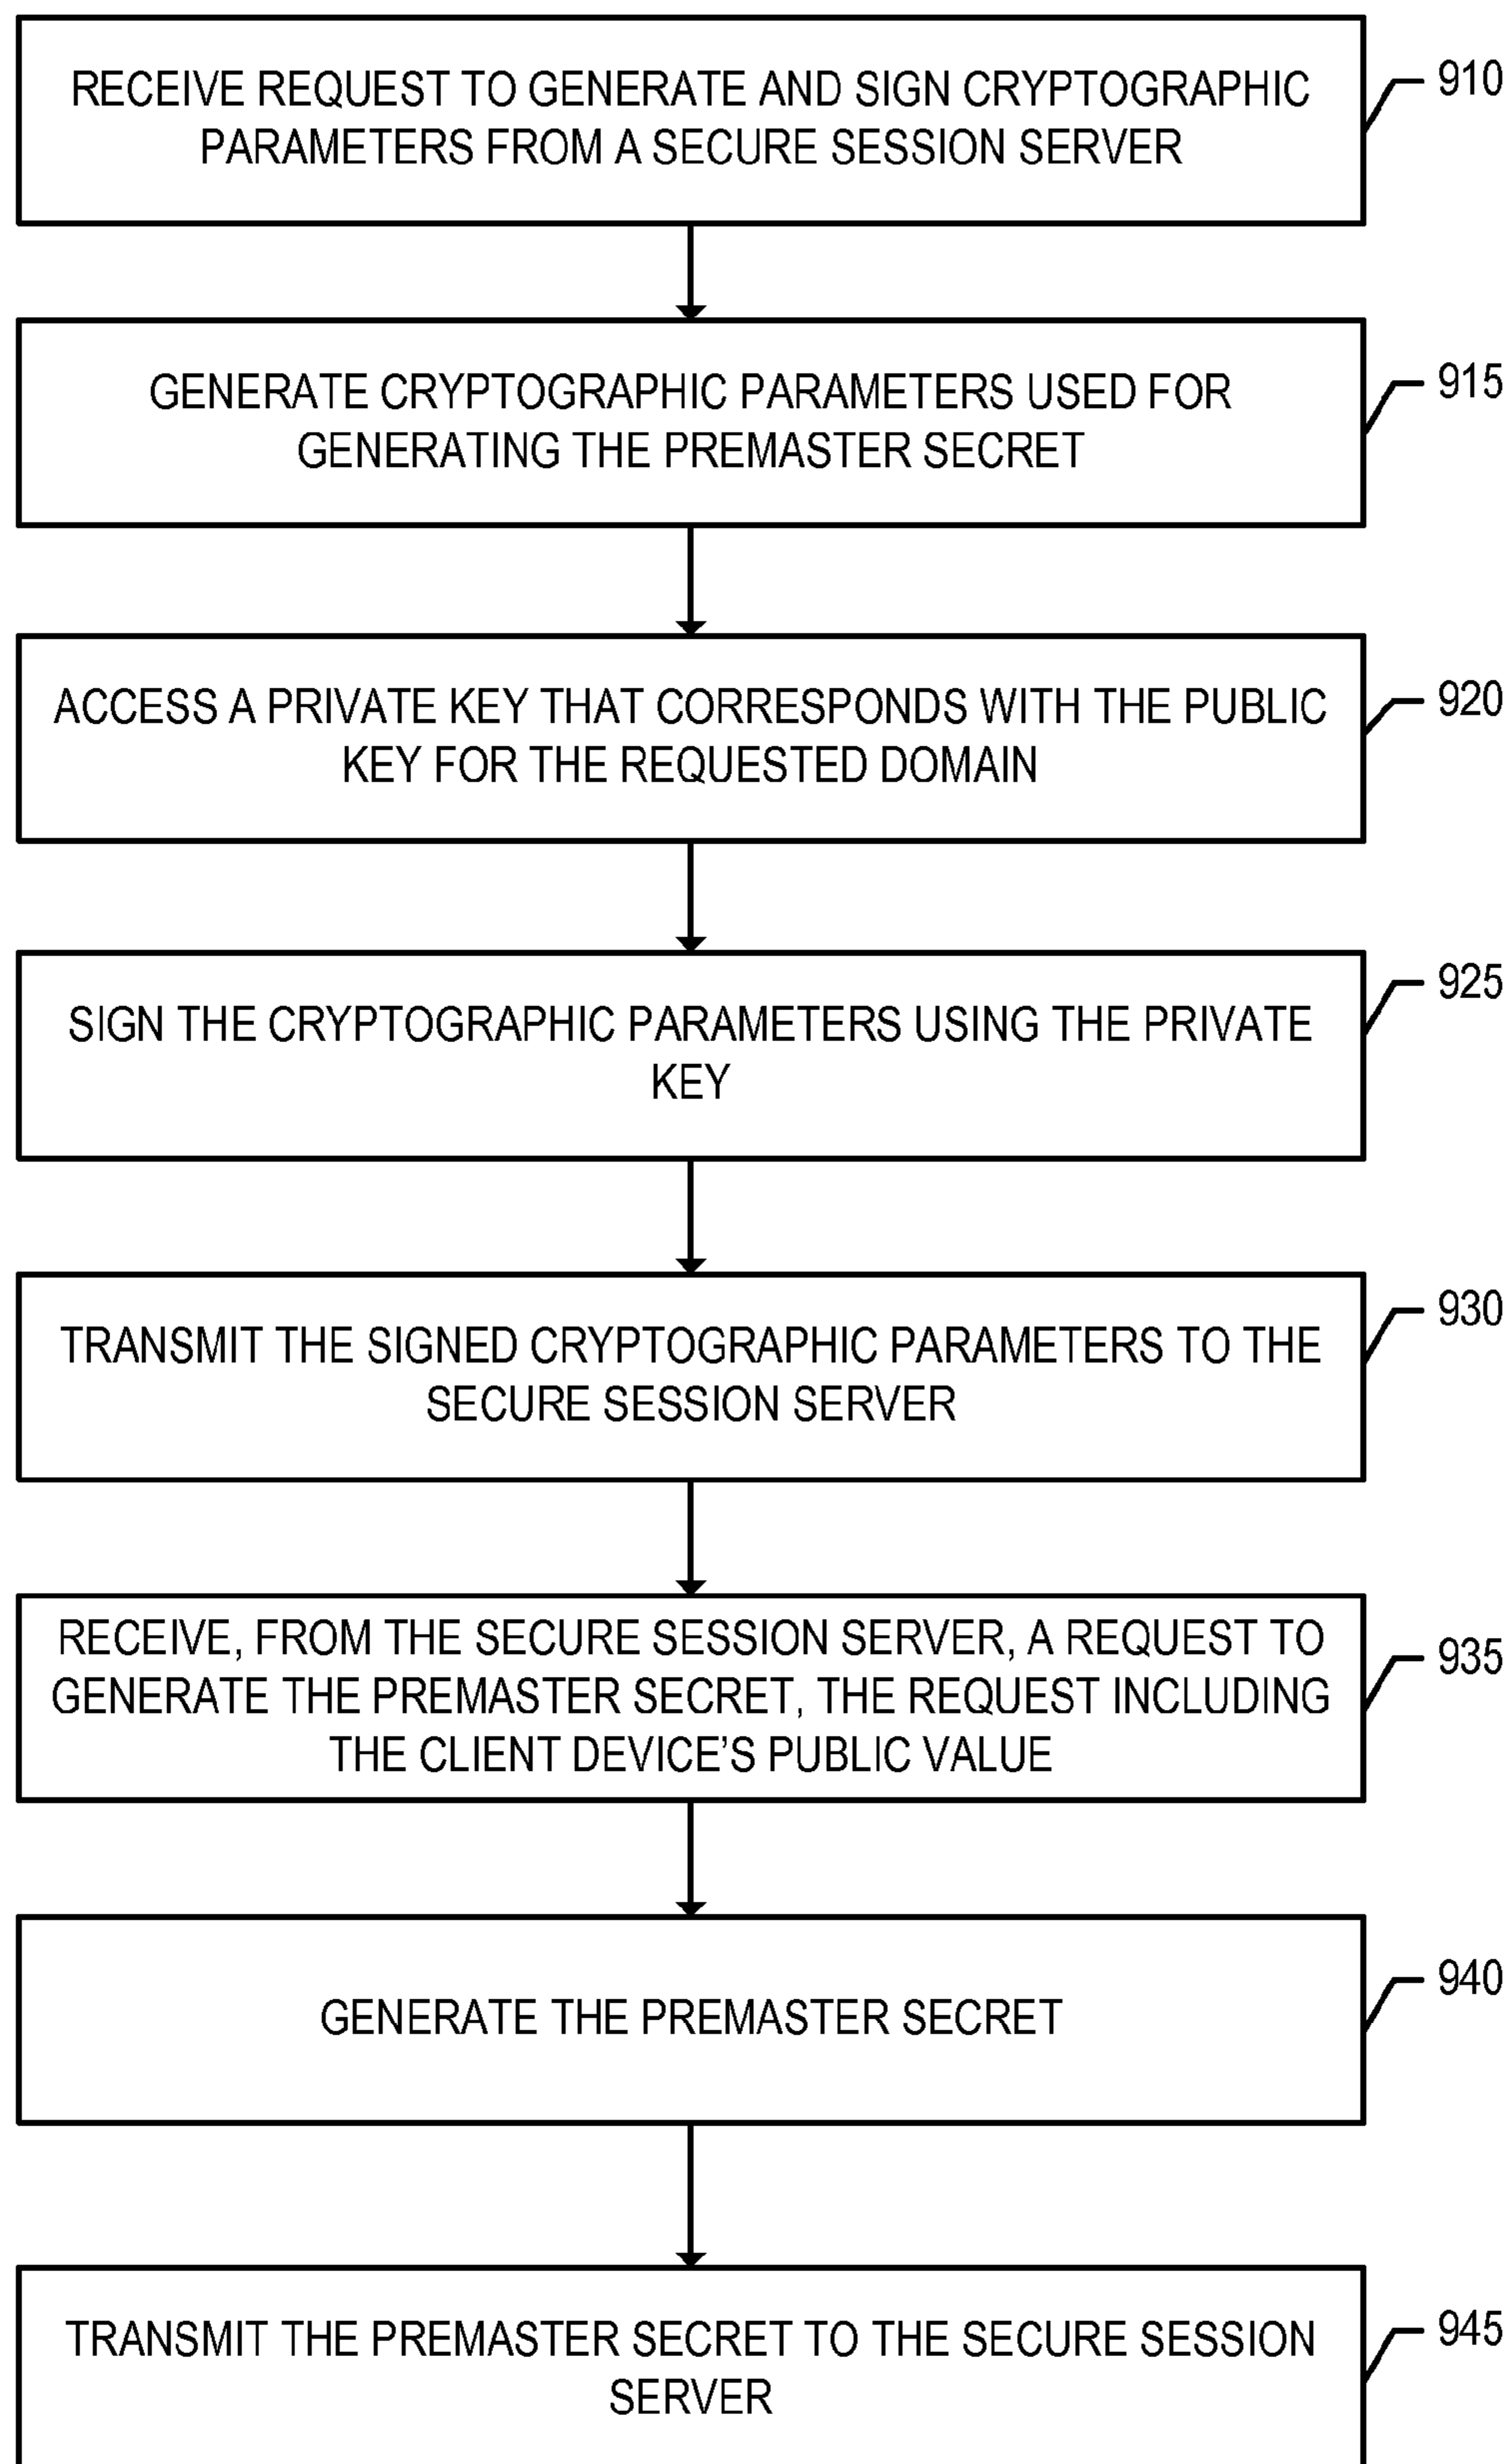 RECEIVE REQUEST TO GENERATE AND SIGN CRYPTOGRAPHIC
PARAMETERS FROM A SECURE SESSION SERVER
910
GENERATE CRYPTOGRAPHIC PARAMETERS USED FOR
GENERATING THE PREMASTER SECRET
915
ACCESS A PRIVATE KEY THAT CORRESPONDS WITH THE PUBLIC
KEY FOR THE REQUESTED DOMAIN
920
SIGN THE CRYPTOGRAPHIC PARAMETERS USING THE PRIVATE
KEY
925
TRANSMIT THE SIGNED CRYPTOGRAPHIC PARAMETERS TO THE
SECURE SESSION SERVER
930
RECEIVE, FROM THE SECURE SESSION SERVER, A REQUEST TO
GENERATE THE PREMASTER SECRET, THE REQUEST INCLUDING
THE CLIENT DEVICE'S PUBLIC VALUE
935
GENERATE THE PREMASTER SECRET
940
TRANSMIT THE PREMASTER SECRET TO THE SECURE SESSION
SERVER
945